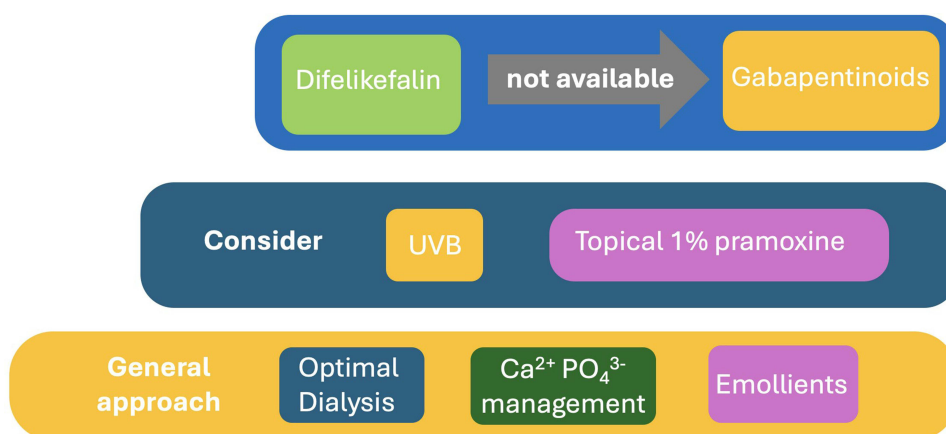 Difelikefalin
not available
Gabapentinoids
Consider
UVB
Topical 1% pramoxine
General
approach
Optimal
Dialysis
Ca²⁺ PO₄³⁻
management
Emollients